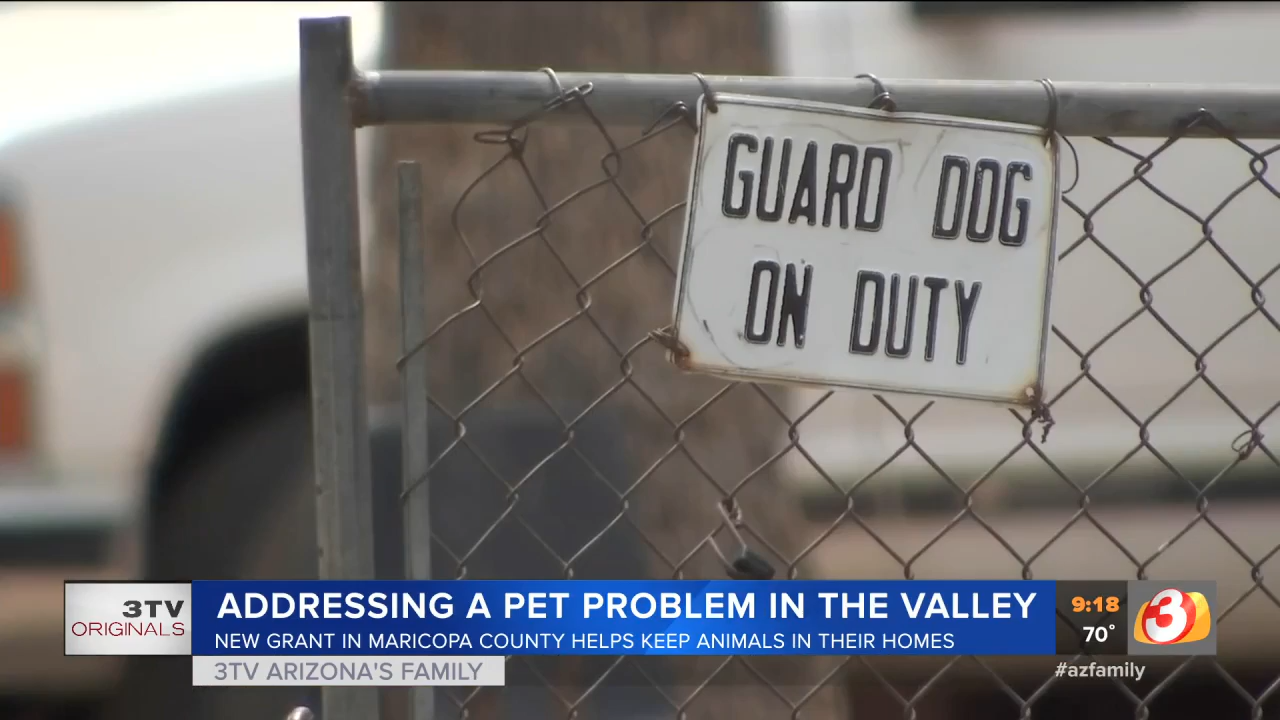 GUARD DOG
ON DUTY
3TV
ORIGINALS
ADDRESSING A PET PROBLEM IN THE VALLEY
NEW GRANT IN MARICOPA COUNTY HELPS KEEP ANIMALS IN THEIR HOMES
3TV ARIZONA'S FAMILY
9:18
70°
3
#azfamily